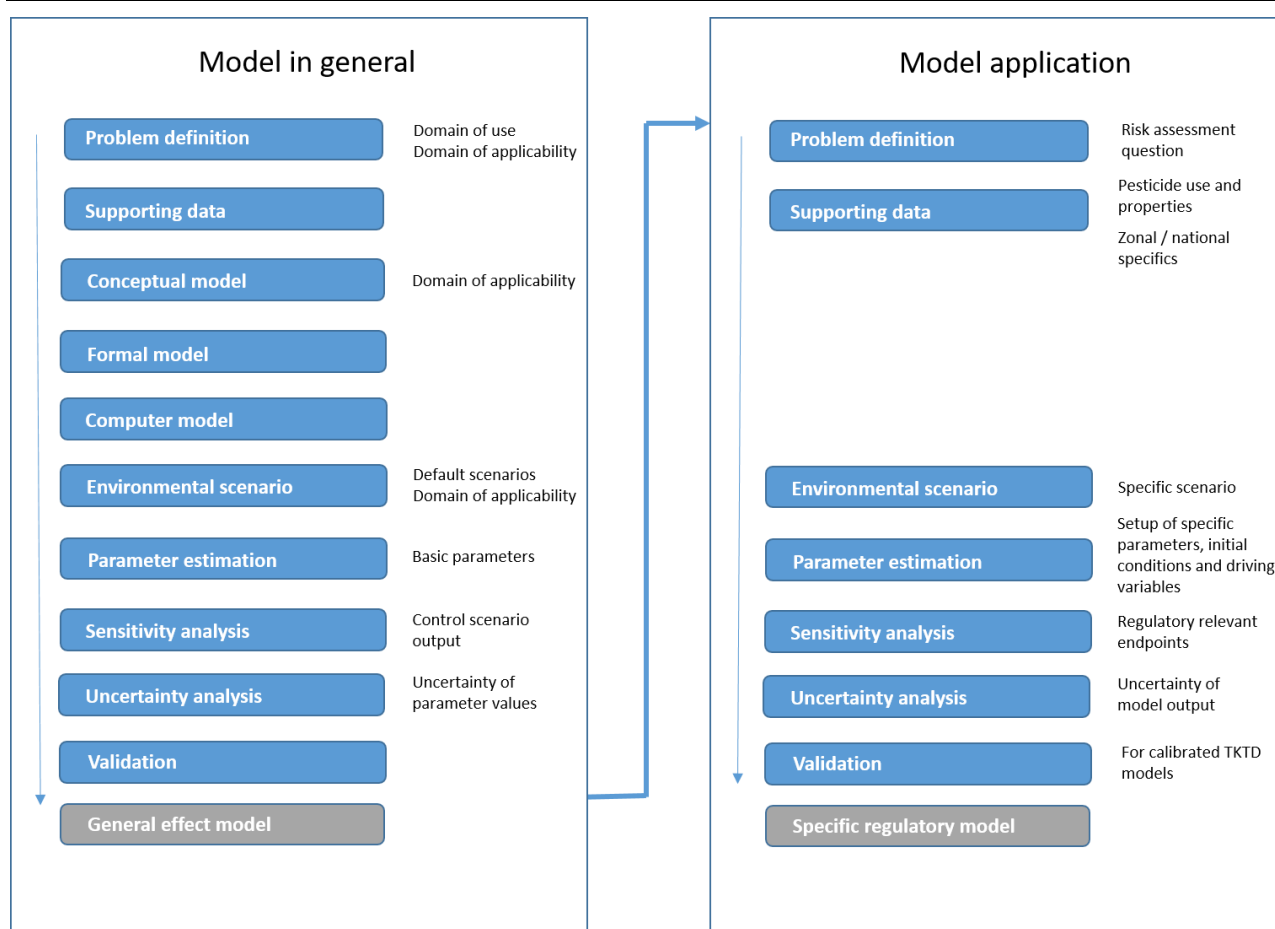 Model in general
Problem definition
Domain of use
Domain of applicability
Supporting data
Conceptual model
Domain of applicability
Formal model
Computer model
Environmental scenario
Default scenarios
Domain of applicability
Parameter estimation
Basic parameters
Sensitivity analysis
Control scenario
output
Uncertainty analysis
Uncertainty of
parameter values
Validation
General effect model
Model application
Problem definition
Risk assessment
question
Supporting data
Pesticide use and
properties
Zonal / national
specifics
Environmental scenario
Specific scenario
Parameter estimation
Setup of specific
parameters, initial
conditions and driving
variables
Sensitivity analysis
Regulatory relevant
endpoints
Uncertainty analysis
Uncertainty of
model output
Validation
For calibrated TKTD
models
Specific regulatory model